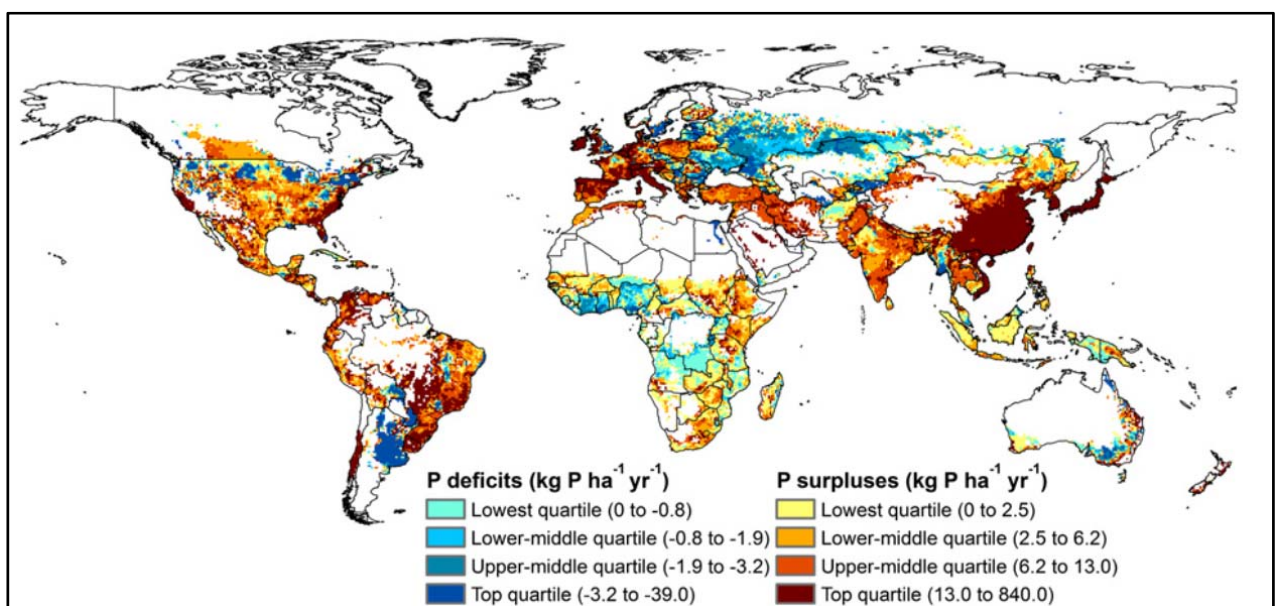 P deficits (kg P ha⁻¹ yr⁻¹)
Lowest quartile (0 to -0.8)
Lower-middle quartile (-0.8 to -1.9)
Upper-middle quartile (-1.9 to -3.2)
Top quartile (-3.2 to -39.0)
P surpluses (kg P ha⁻¹ yr⁻¹)
Lowest quartile (0 to 2.5)
Lower-middle quartile (2.5 to 6.2)
Upper-middle quartile (6.2 to 13.0)
Top quartile (13.0 to 840.0)